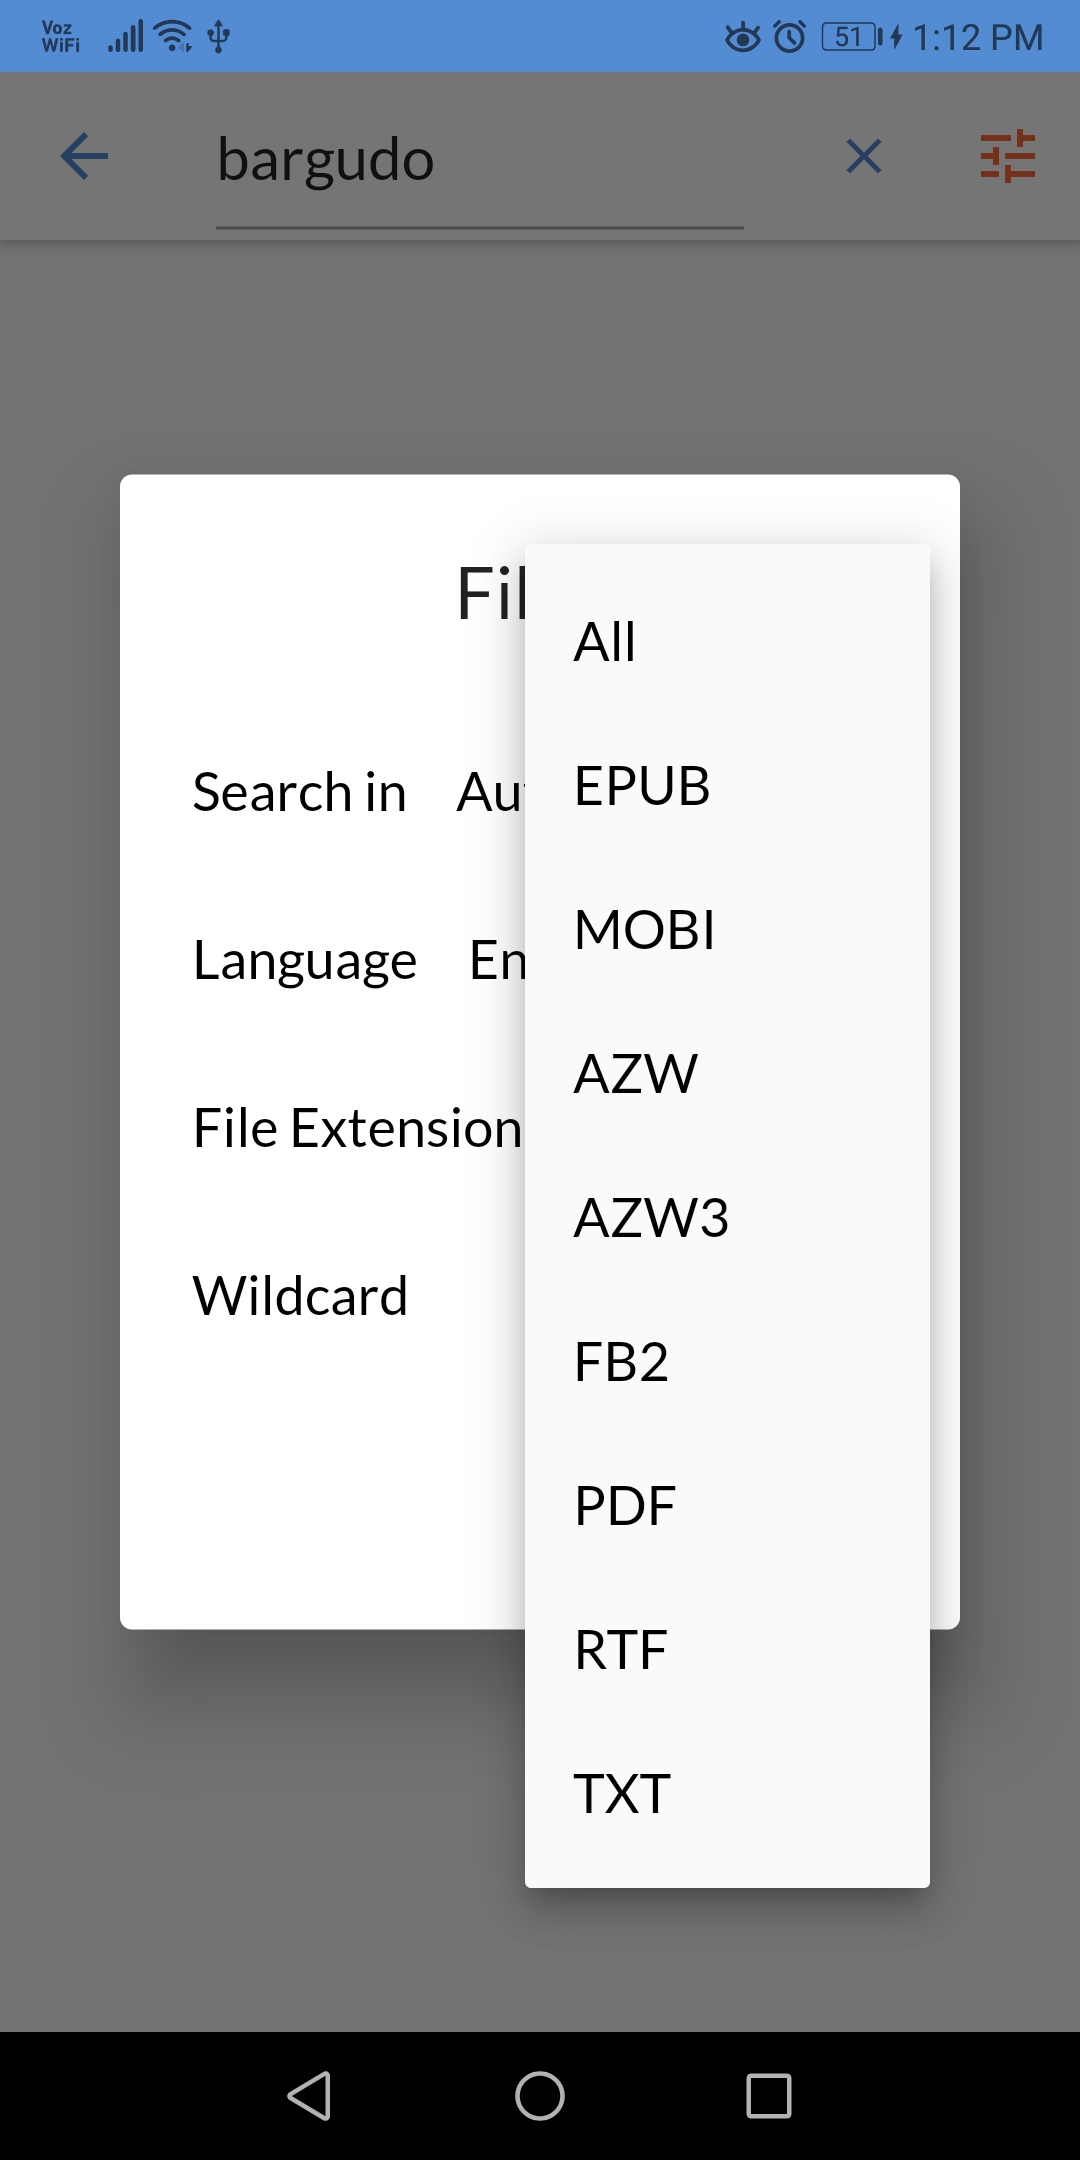 Voz
WiFi
51
1:12 PM
bargudo
Fil
Search in
Language
En
File Extension
Wildcard
All
EPUB
MOBI
AZW
AZW3
FB2
PDF
RTF
TXT